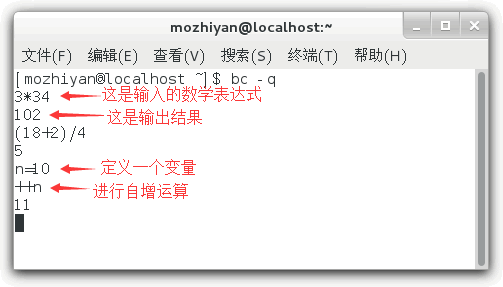 mozhiyan@localhost:~
文件(F) 编辑(E) 查看(V) 搜索(S) 终端(T) 帮助(H)
[mozhiyan@localhost ~]$ bc -q
3*34 这是输入的数学表达式
102 这是输出结果
(18+2)/4
5
n=10 定义一个变量
++n 进行自增运算
11